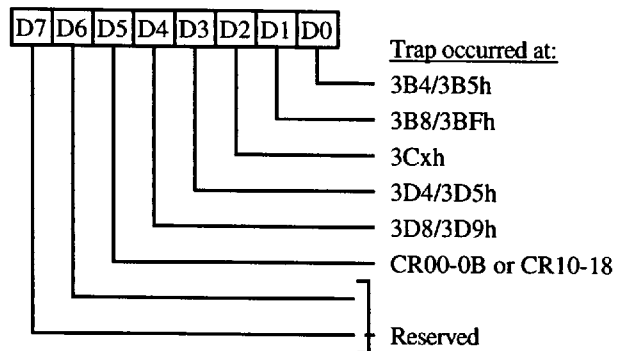 D7 D6 D5 D4 D3 D2 D1 D0
Trap occurred at:
3B4/3B5h
3B8/3BFh
3Cxh
3D4/3D5h
3D8/3D9h
CR00-0B or CR10-18
Reserved